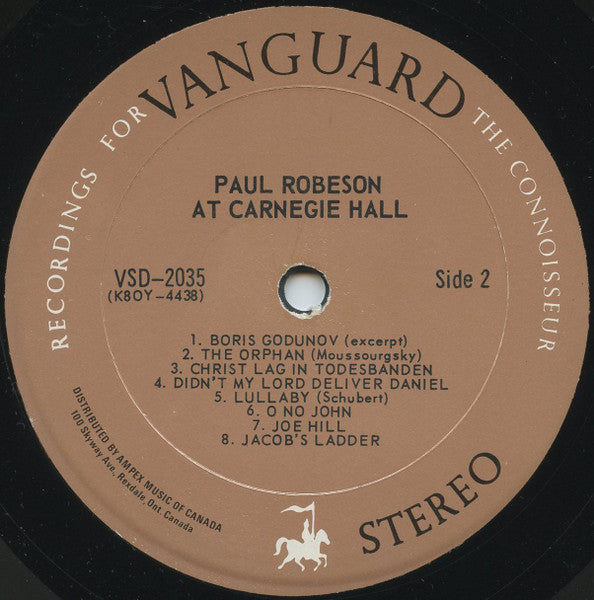 RECORDINGS FOR VANGUARD THE CONNOISSEUR
PAUL ROBESON
AT CARNEGIE HALL
VSD-2035
(K8OY-4438)
Side 2
1. BORIS GODUNOV (excerpt)
2. THE ORPHAN (Moussourgsky)
3. CHRIST LAG IN TODESBANDEN
4. DIDN'T MY LORD DELIVER DANIEL
5. LULLABY (Schubert)
6. O NO JOHN
7. JOE HILL
8. JACOB'S LADDER
DISTRIBUTED BY AMPEX MUSIC OF CANADA
100 Skyway Ave., Rexdale, Ont. Canada
STEREO